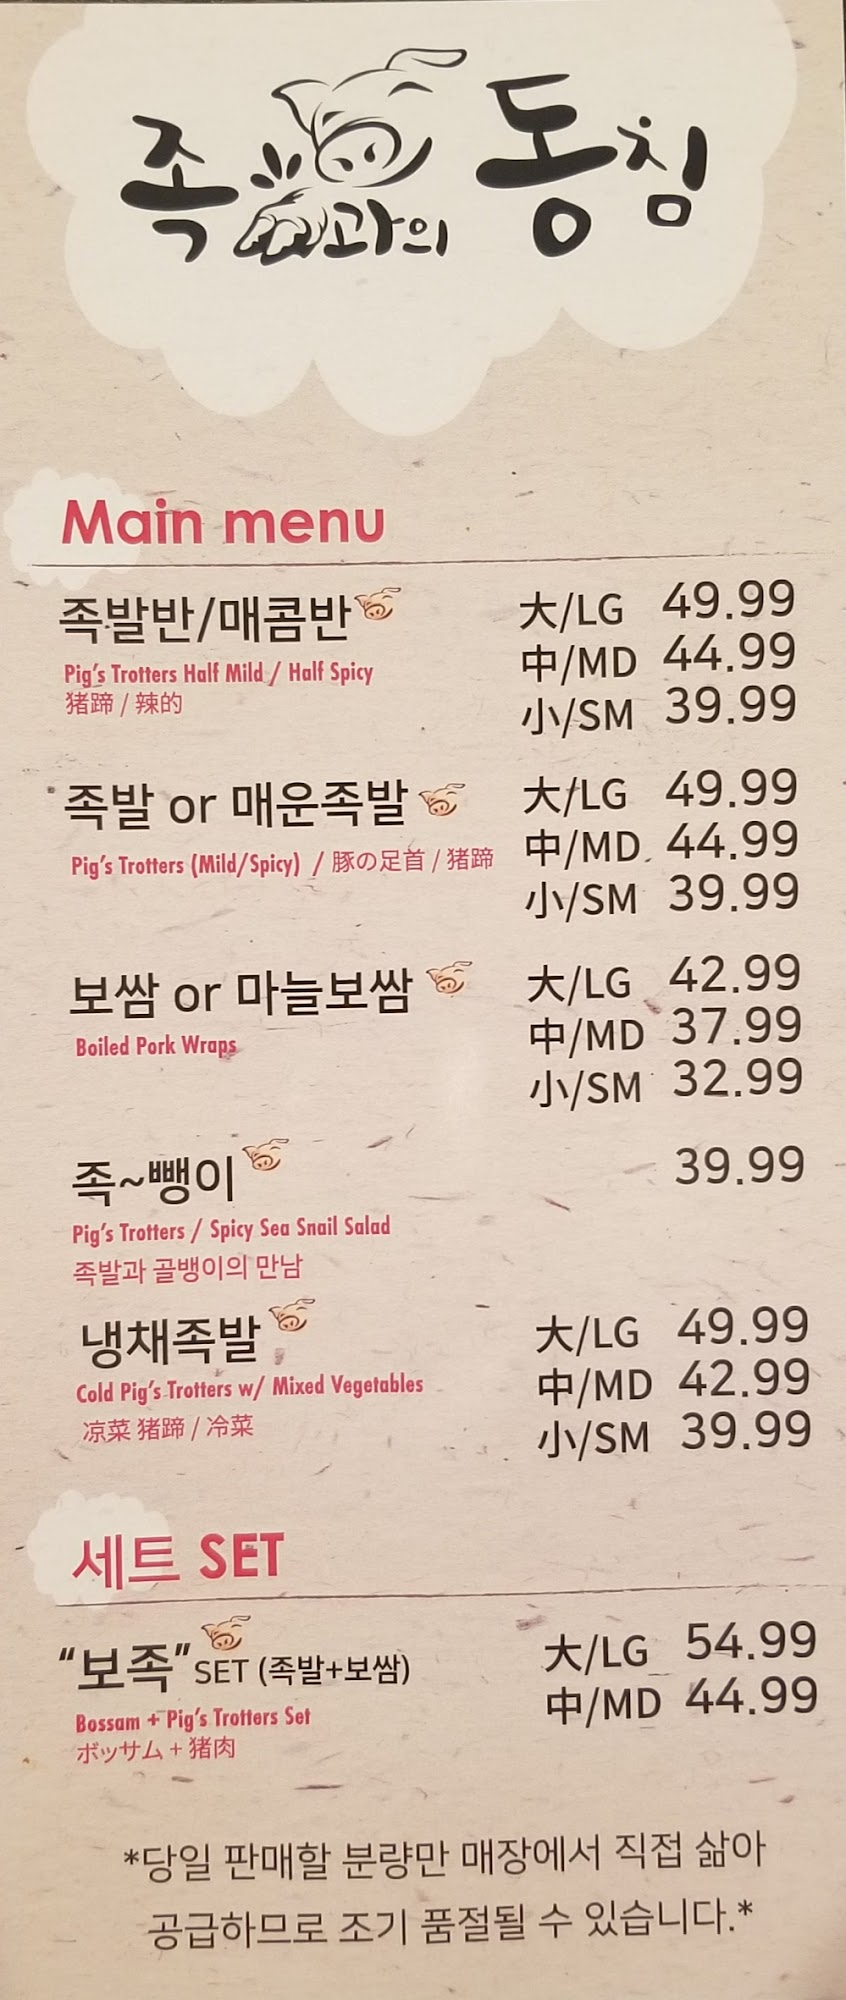 족과의 동침
Main menu
족발반/매콤반
Pig's Trotters Half Mild / Half Spicy
猪蹄 / 辣的
大/LG 49.99
中/MD 44.99
小/SM 39.99
족발 or 매운족발
Pig's Trotters (Mild/Spicy) / 豚の足首 / 猪蹄
大/LG 49.99
中/MD 44.99
小/SM 39.99
보쌈 or 마늘보쌈
Boiled Pork Wraps
大/LG 42.99
中/MD 37.99
小/SM 32.99
족~뺑이 39.99
Pig's Trotters / Spicy Sea Snail Salad
족발과 골뱅이의 만남
냉채족발
Cold Pig's Trotters w/ Mixed Vegetables
凉菜 猪蹄 / 冷菜
大/LG 49.99
中/MD 42.99
小/SM 39.99
세트 SET
"보족" SET (족발+보쌈)
Bossam + Pig's Trotters Set
ボッサム + 猪肉
大/LG 54.99
中/MD 44.99
*당일 판매할 분량만 매장에서 직접 삶아
공급하므로 조기 품절될 수 있습니다.*